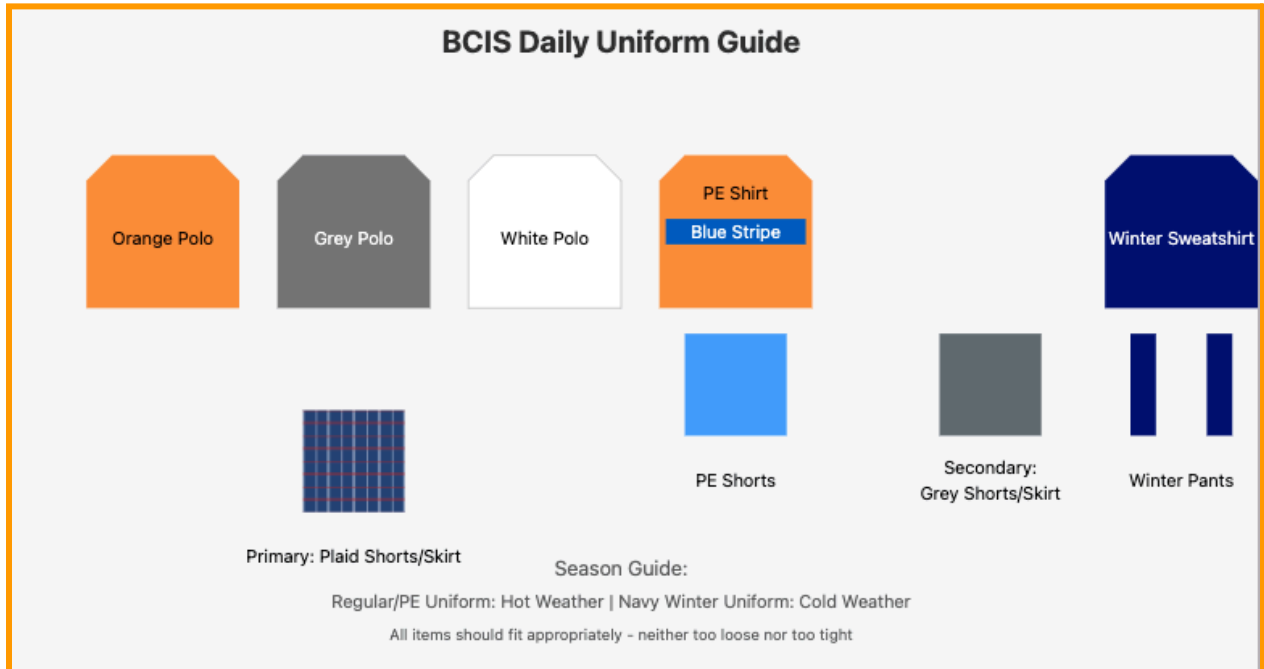 BCIS Daily Uniform Guide
Orange Polo
Grey Polo
White Polo
PE Shirt
Blue Stripe
Winter Sweatshirt
PE Shorts
Secondary:
Grey Shorts/Skirt
Winter Pants
Primary: Plaid Shorts/Skirt
Season Guide:
Regular/PE Uniform: Hot Weather | Navy Winter Uniform: Cold Weather
All items should fit appropriately - neither too loose nor too tight